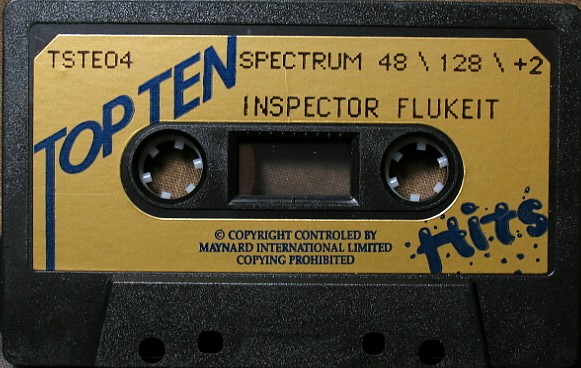 TSTE04
SPECTRUM 48 \ 128 \ +2
TOP TEN
INSPECTOR FLUKEIT
© COPYRIGHT CONTROLED BY
MAYNARD INTERNATIONAL LIMITED
COPYING PROHIBITED
Hits